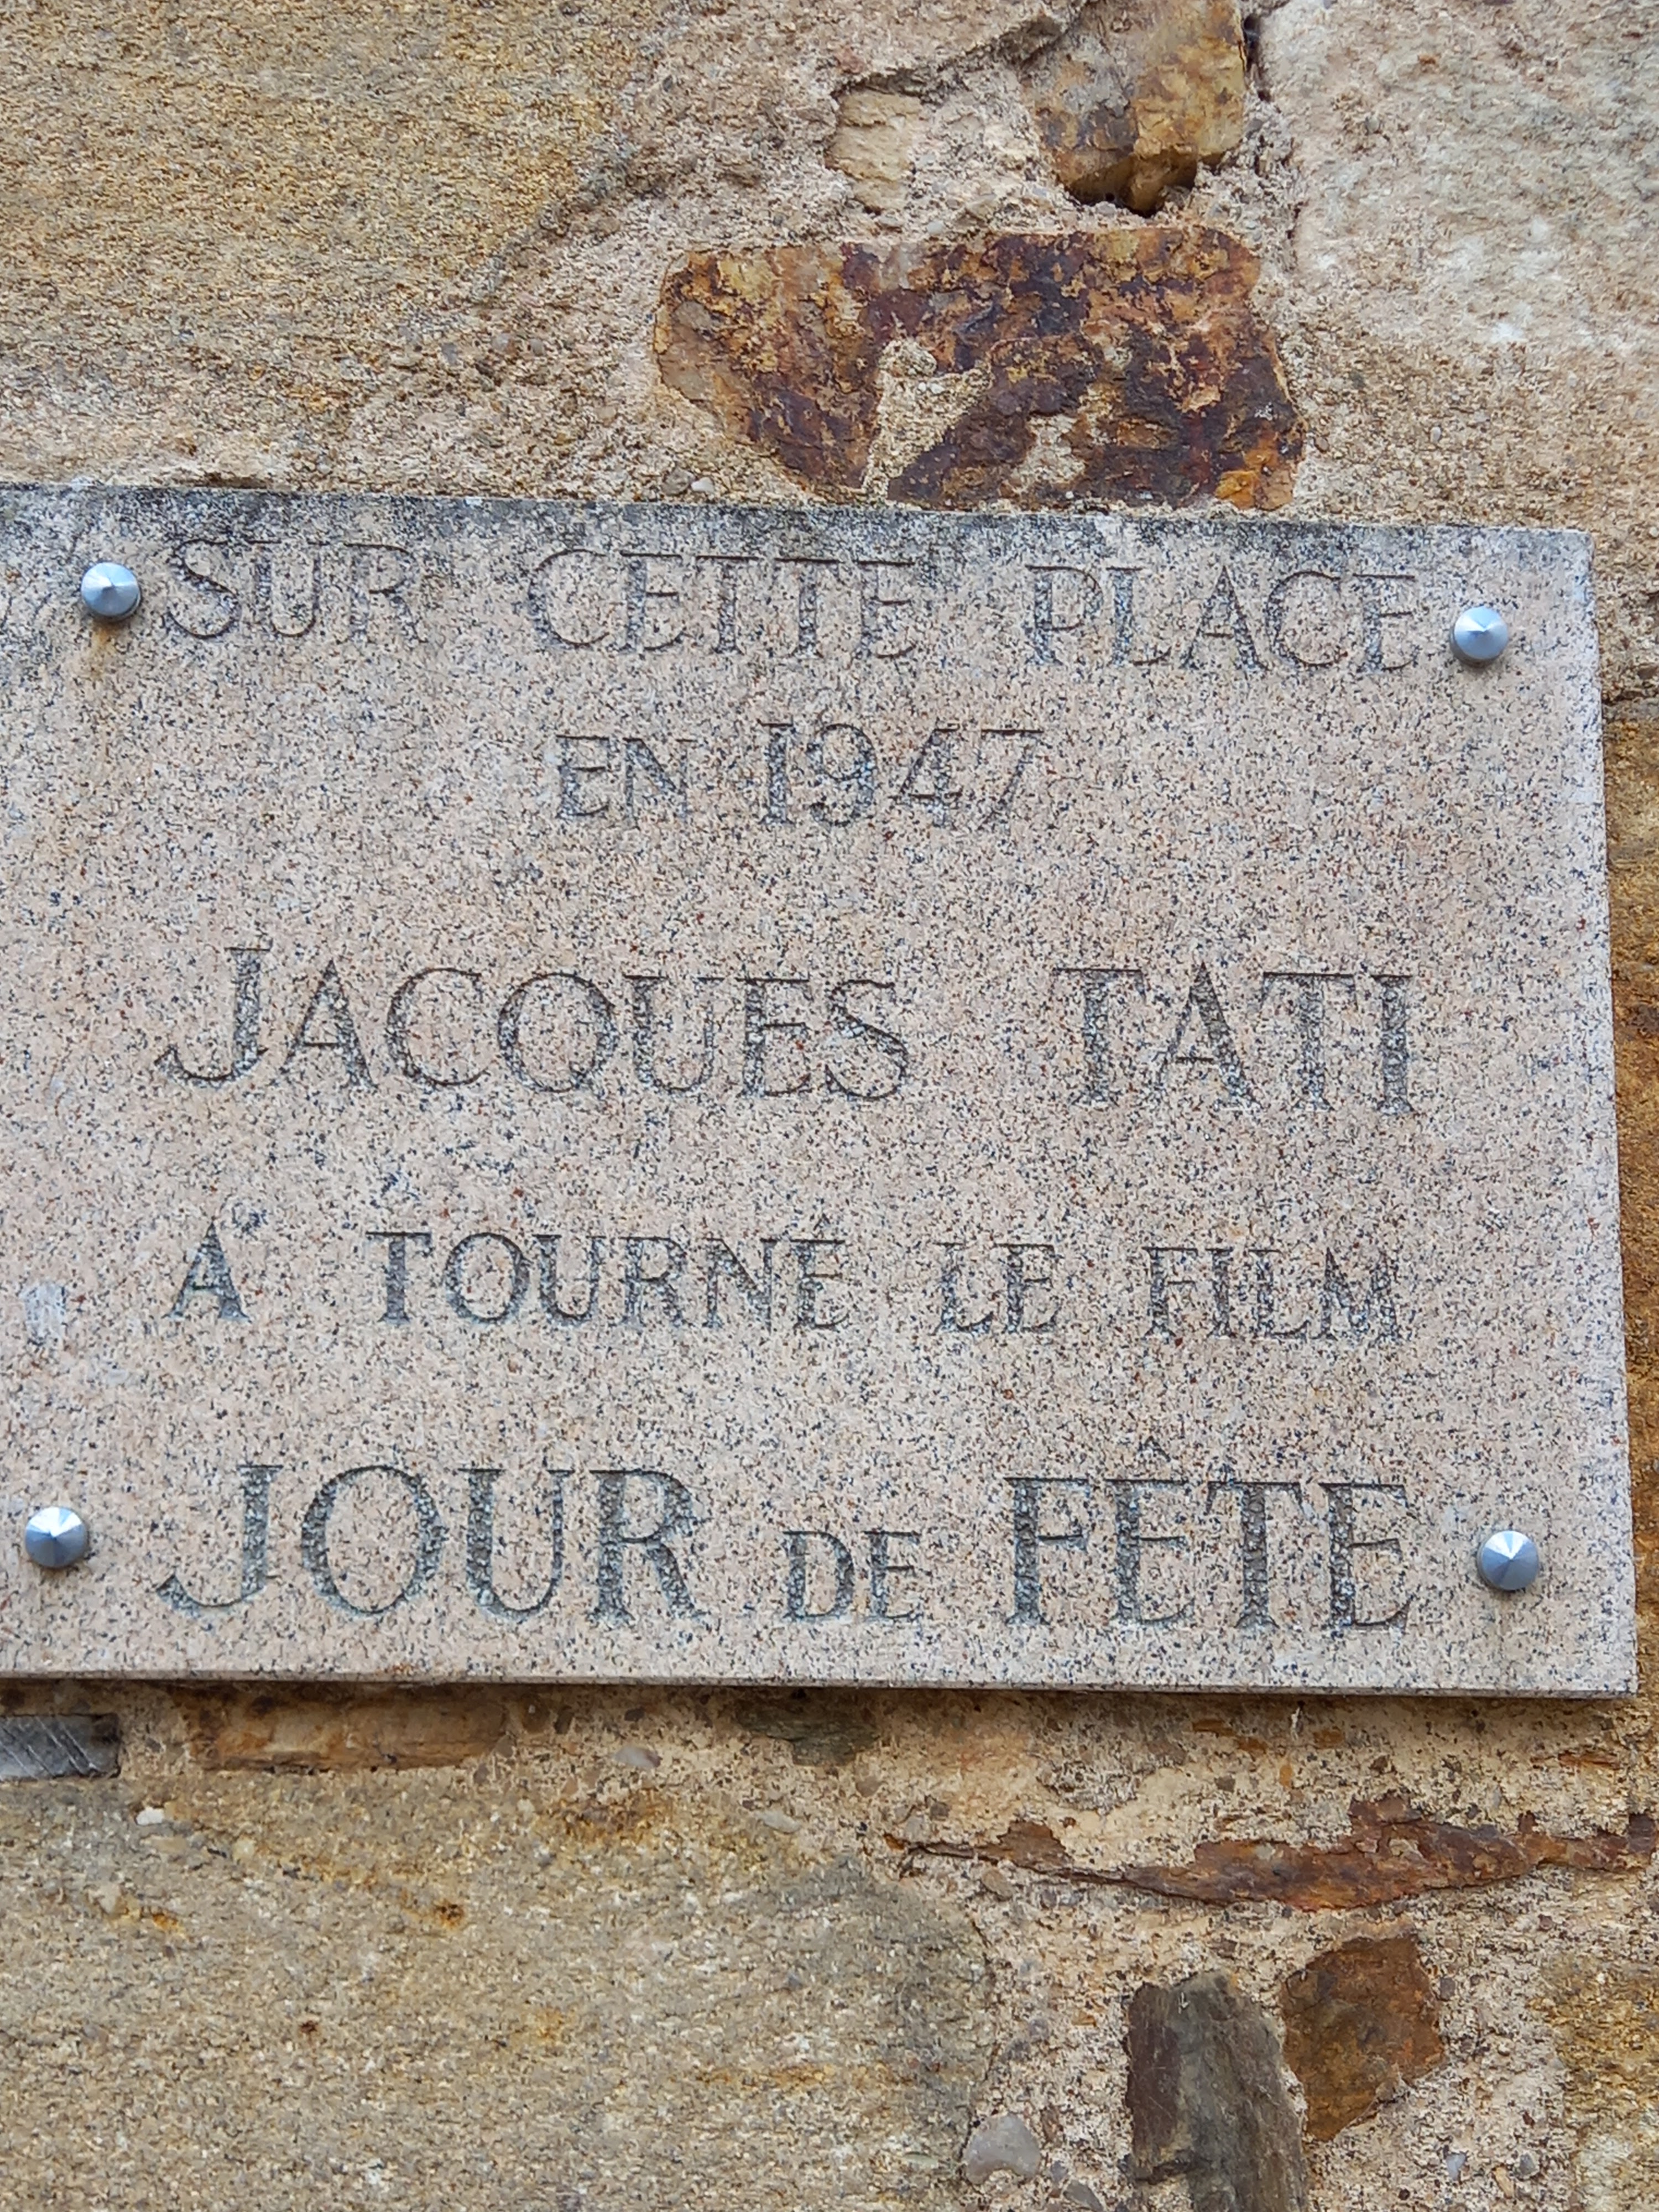 SUR CETTE PLACE
EN 1947
JACQUES TATI
A TOURNÉ LE FILM
JOUR DE FÊTE